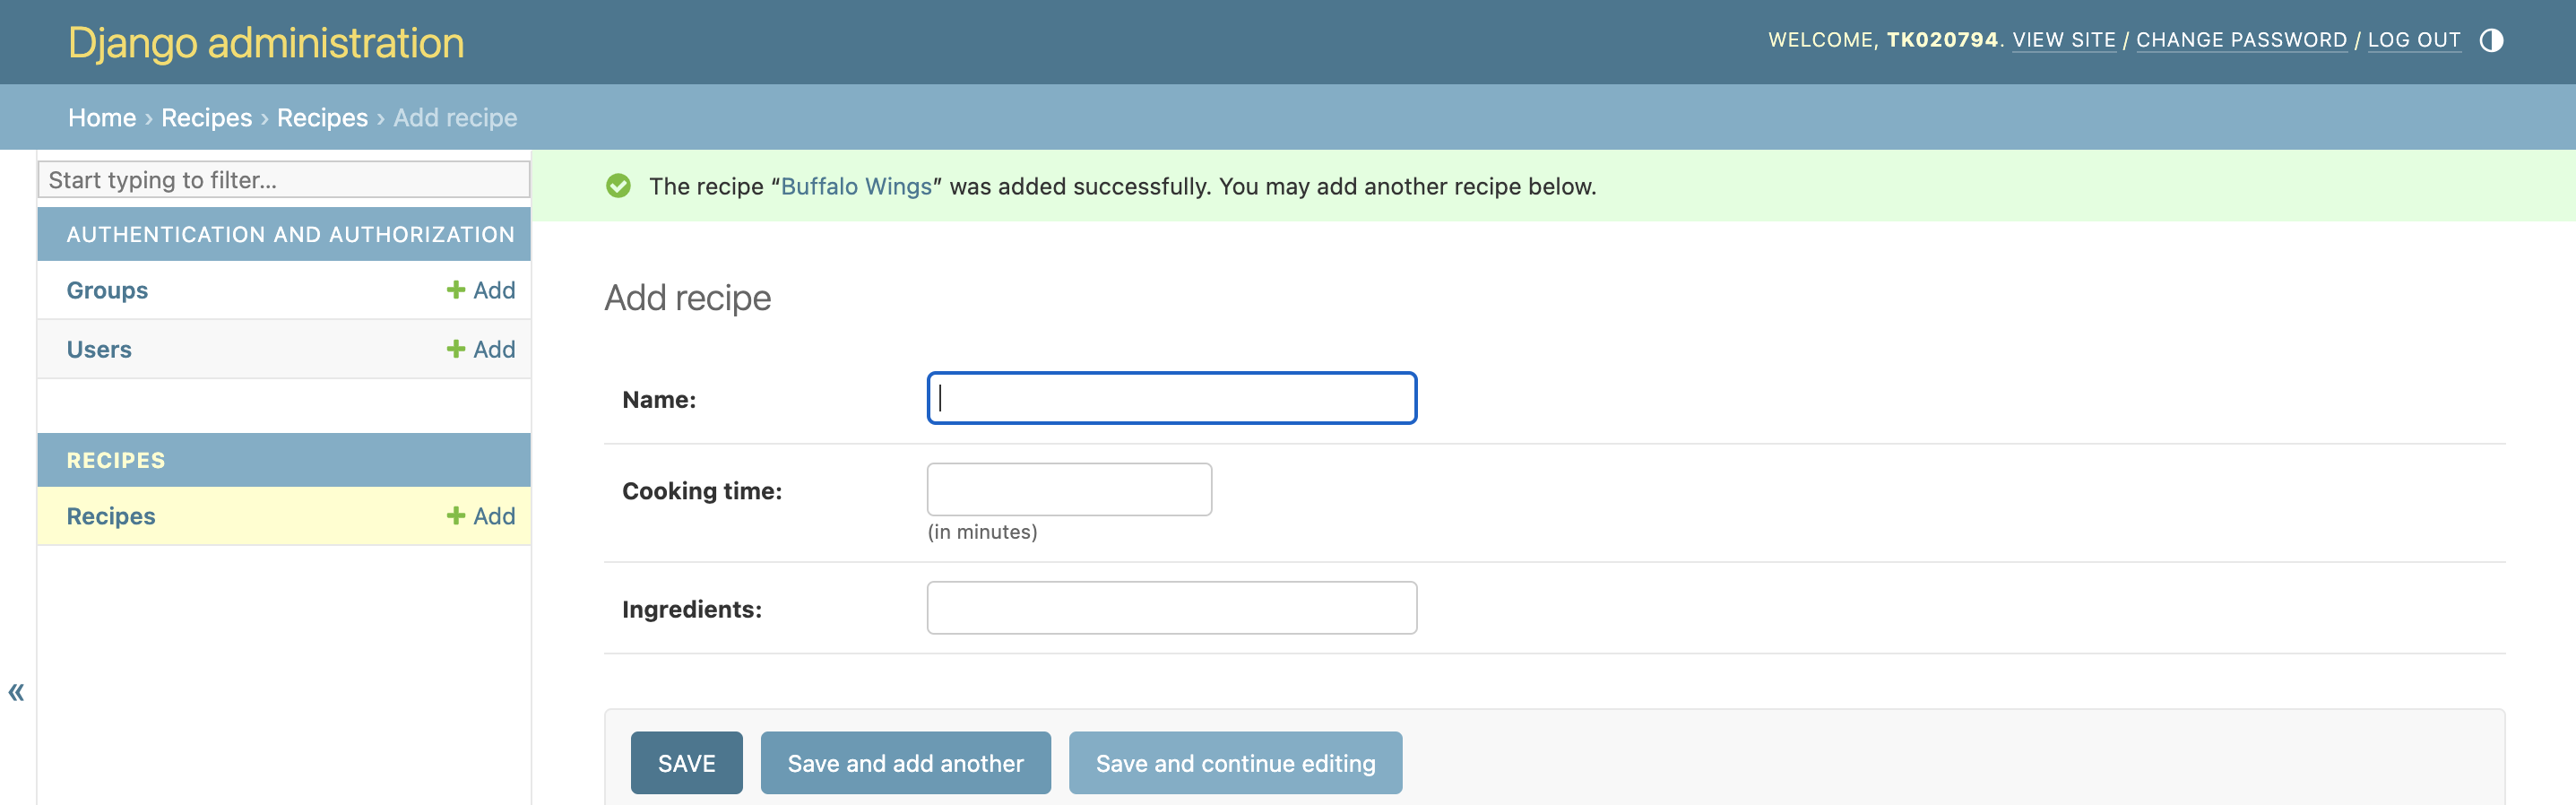 Django administration
WELCOME, TK020794. VIEW SITE / CHANGE PASSWORD / LOG OUT
Home › Recipes › Recipes › Add recipe
Start typing to filter...
AUTHENTICATION AND AUTHORIZATION
Groups + Add
Users + Add
RECIPES
Recipes + Add
«
The recipe “Buffalo Wings” was added successfully. You may add another recipe below.
Add recipe
Name:
Cooking time:
(in minutes)
Ingredients:
SAVE Save and add another Save and continue editing